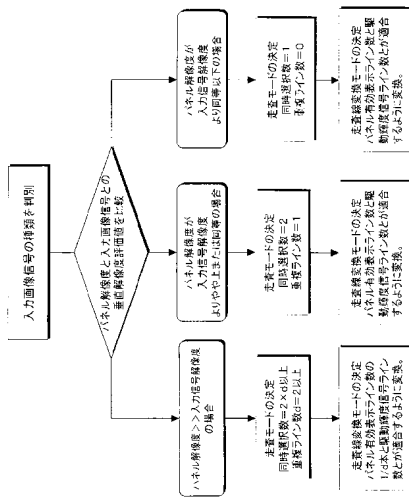 入力画像信号の種類を判別
パネル解像度と入力画像信号との
垂直解像度評価値を比較
パネル解像度>>入力信号解像度
の場合
走査モードの決定
同時選択数=2×d以上
重複ラインd=2以上
走査線変換モードの決定
パネル有効表示ライン数の
1/d本と駆動輝度信号ライン
数とが適合するように変換。
パネル解像度が
入力信号解像度
よりやや上または同等の場合
走査モードの決定
同時選択数=2
重複ライン数=1
走査線変換モードの決定
パネル有効表示ライン数と駆
動輝度信号ライン数とが適合
するように変換。
パネル解像度が
入力信号解像度
より同等以下の場合
走査モードの決定
同時選択数=1
重複ライン数=0
走査線変換モードの決定
パネル有効表示ライン数と駆
動輝度信号ライン数とが適合
するように変換。